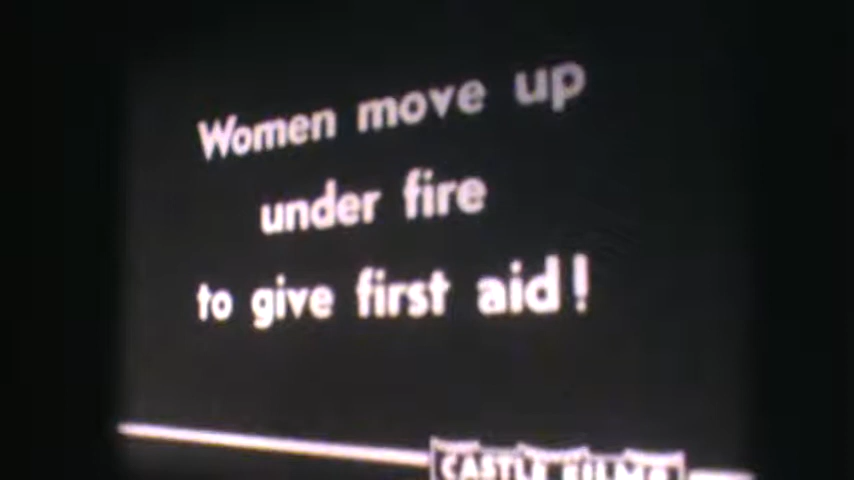 Women move up
under fire
to give first aid!
CASTLE FILMS